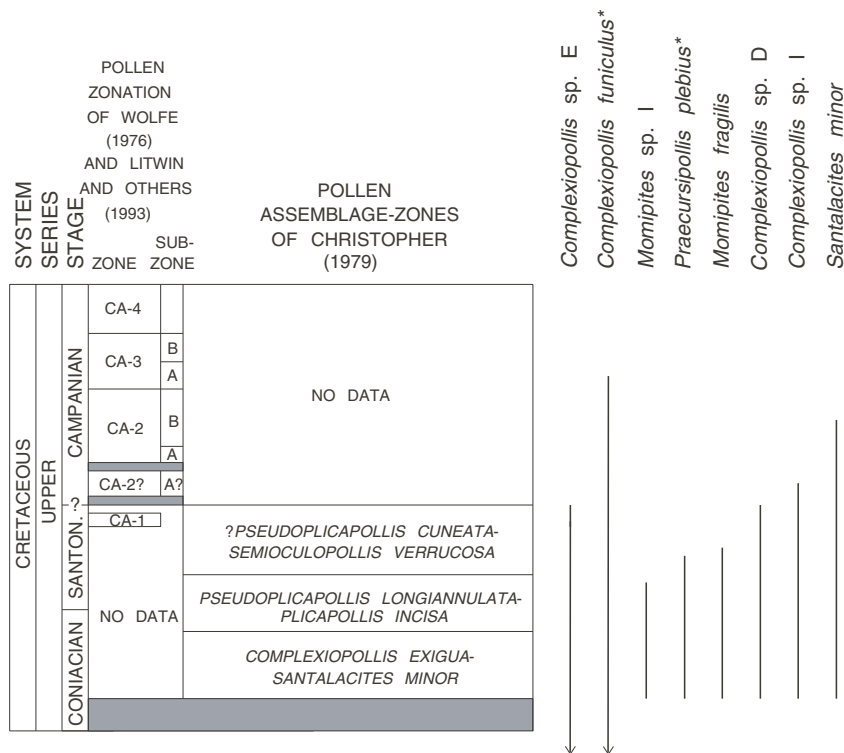 POLLEN
ZONATION
OF WOLFE
(1976)
AND LITWIN
AND OTHERS
(1993)
SUB-
ZONE ZONE
POLLEN
ASSEMBLAGE-ZONES
OF CHRISTOPHER
(1979)
SYSTEM
SERIES
STAGE
Complexiopollis sp. E
Complexiopollis funiculus*
Momipites sp. I
Praecursipollis plebius*
Momipites fragilis
Complexiopollis sp. D
Complexiopollis sp. I
Santalacites minor
CRETACEOUS
UPPER
CAMPANIAN
?
SANTON.
CONIACIAN
CA-4
CA-3
B
A
CA-2
B
A
CA-2? A?
CA-1
NO DATA
NO DATA
?PSEUDOPLICAPOLLIS CUNEATA-
SEMIOCULOPOLLIS VERRUCOSA
PSEUDOPLICAPOLLIS LONGIANNULATA-
PLICAPOLLIS INCISA
COMPLEXIOPOLLIS EXIGUA-
SANTALACITES MINOR